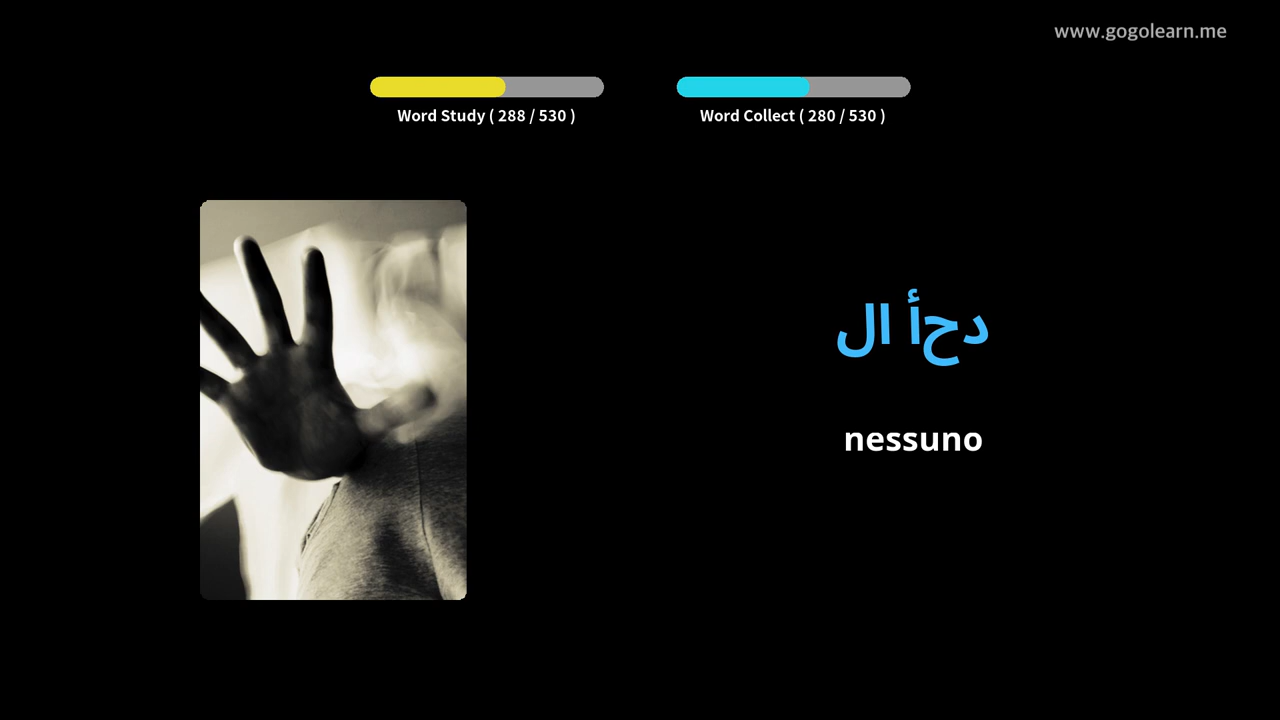 www.gogolearn.me
Word Study ( 288 / 530 )
Word Collect ( 280 / 530 )
دحأ ال
nessuno